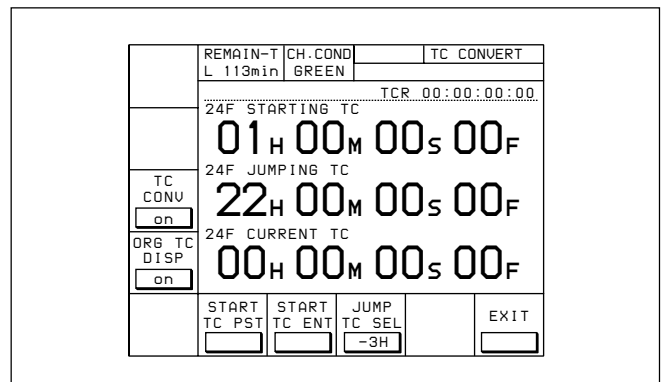 REMAIN-T CH.COND TC CONVERT
L 113min GREEN
TCR 00:00:00:00
24F STARTING TC
01H 00M 00S 00F
24F JUMPING TC
22H 00M 00S 00F
TC
CONV
on
24F CURRENT TC
00H 00M 00S 00F
ORG TC
DISP
on
START TC PST
START TC ENT
JUMP TC SEL
-3H
EXIT